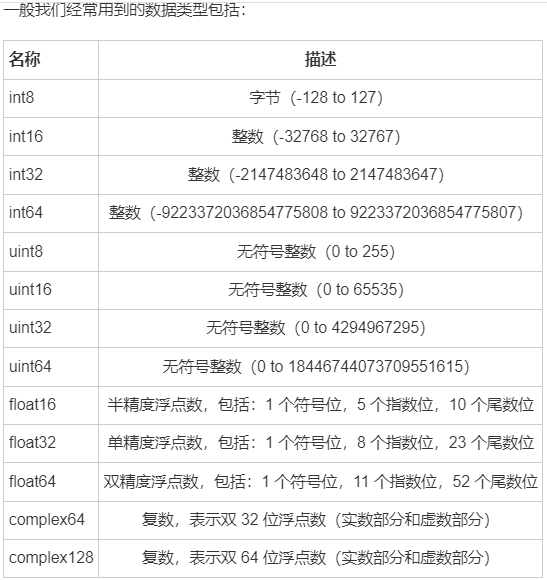 一般我们经常用到的数据类型包括：
名称 描述
int8 字节（-128 to 127）
int16 整数（-32768 to 32767）
int32 整数（-2147483648 to 2147483647）
int64 整数（-9223372036854775808 to 9223372036854775807）
uint8 无符号整数（0 to 255）
uint16 无符号整数（0 to 65535）
uint32 无符号整数（0 to 4294967295）
uint64 无符号整数（0 to 18446744073709551615）
float16 半精度浮点数，包括：1 个符号位，5 个指数位，10 个尾数位
float32 单精度浮点数，包括：1 个符号位，8 个指数位，23 个尾数位
float64 双精度浮点数，包括：1 个符号位，11 个指数位，52 个尾数位
complex64 复数，表示双 32 位浮点数（实数部分和虚数部分）
complex128 复数，表示双 64 位浮点数（实数部分和虚数部分）